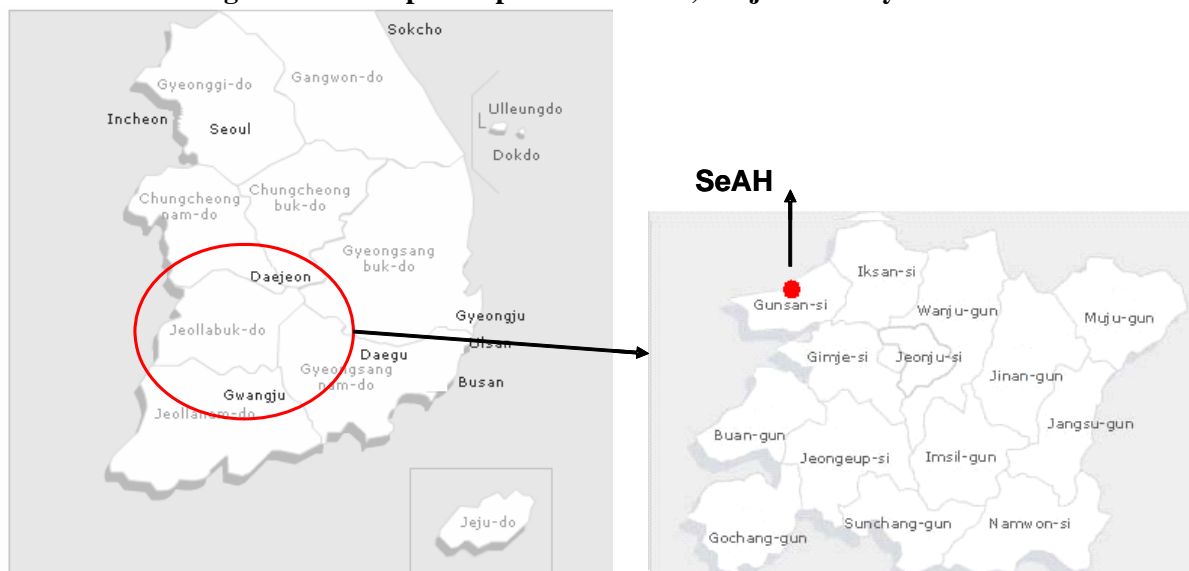 Sokcho
Gyeonggi-do
Gangwon-do
Incheon
Seoul
Ulleungdo
Dokdo
Chungcheong
nam-do
Chungcheong
buk-do
Gyeongsang
buk-do
Daejeon
Jeollabuk-do
Gyeongju
Ulsan
Daegu
Gyeongsang
nam-do
Busan
Gwangju
Jeollanam-do
Jeju-do
SeAH
Iksan-si
Gunsan-si
Wanju-gun
Muju-gun
Gimje-si
Jeonju-si
Jinan-gun
Jangsu-gun
Buan-gun
Jeongeup-si
Imsil-gun
Sunchang-gun
Namwon-si
Gochang-gun